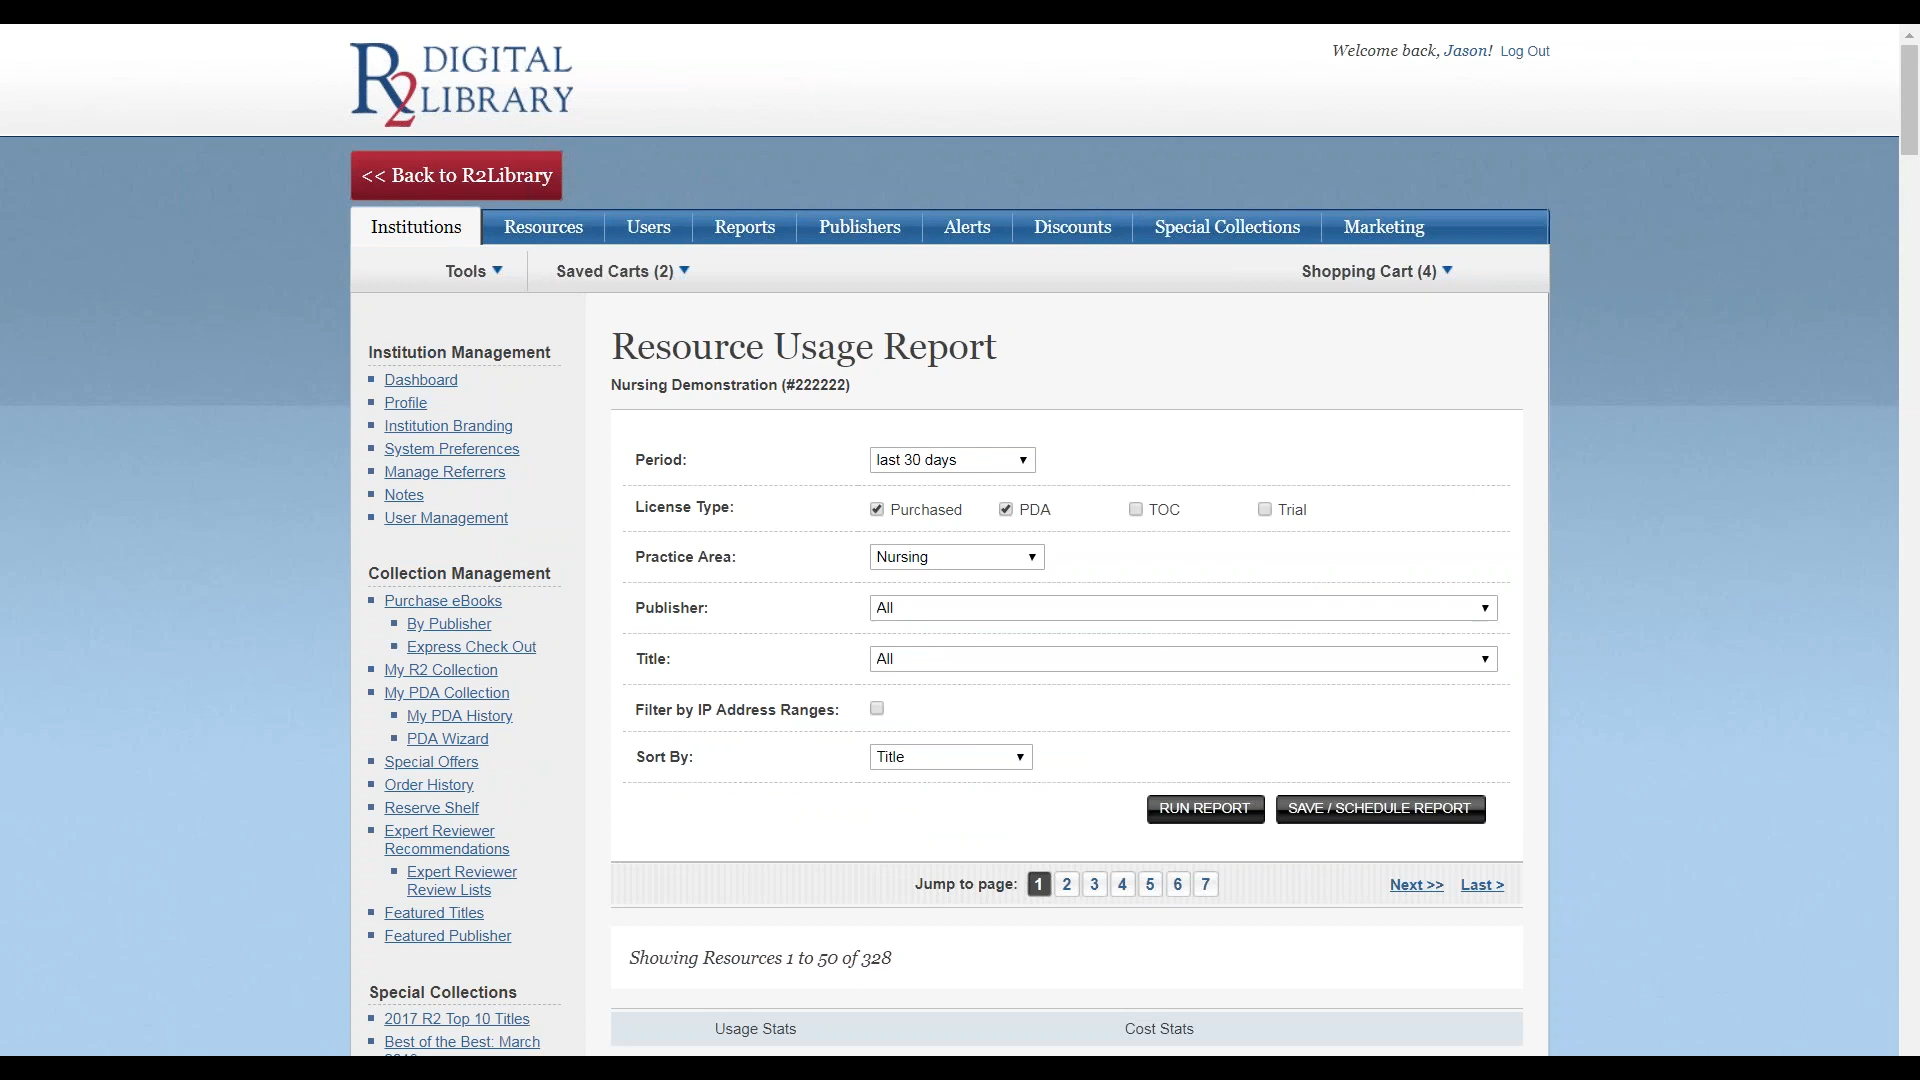 R2 DIGITAL LIBRARY
Welcome back, Jason! Log Out
<< Back to R2Library
Institutions Resources Users Reports Publishers Alerts Discounts Special Collections Marketing
Tools Saved Carts (2) Shopping Cart (4)
Institution Management
Dashboard
Profile
Institution Branding
System Preferences
Manage Referrers
Notes
User Management
Collection Management
Purchase eBooks
By Publisher
Express Check Out
My R2 Collection
My PDA Collection
My PDA History
PDA Wizard
Special Offers
Order History
Reserve Shelf
Expert Reviewer
Recommendations
Expert Reviewer
Review Lists
Featured Titles
Featured Publisher
Special Collections
2017 R2 Top 10 Titles
Best of the Best: March
Resource Usage Report
Nursing Demonstration (#222222)
Period: last 30 days
License Type: Purchased PDA TOC Trial
Practice Area: Nursing
Publisher: All
Title: All
Filter by IP Address Ranges:
Sort By: Title
RUN REPORT SAVE / SCHEDULE REPORT
Jump to page: 1 2 3 4 5 6 7 Next >> Last >
Showing Resources 1 to 50 of 328
Usage Stats Cost Stats